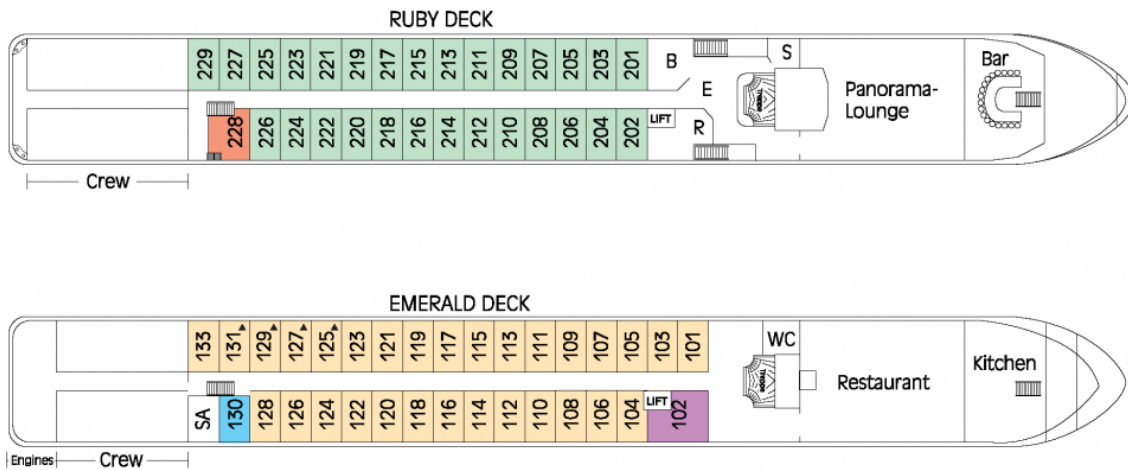 RUBY DECK
229 227 225 223 221 219 217 215 213 211 209 207 205 203 201 B S Bar
E Panorama-
Lounge
228 226 224 222 220 218 216 214 212 210 208 206 204 202 LIFT R
Crew
EMERALD DECK
133 131▲ 129▲ 127▲ 125▲ 123 121 119 117 115 113 111 109 107 105 103 101 WC
Restaurant Kitchen
SA 130 128 126 124 122 120 118 116 114 112 110 108 106 104 LIFT 102
Engines Crew